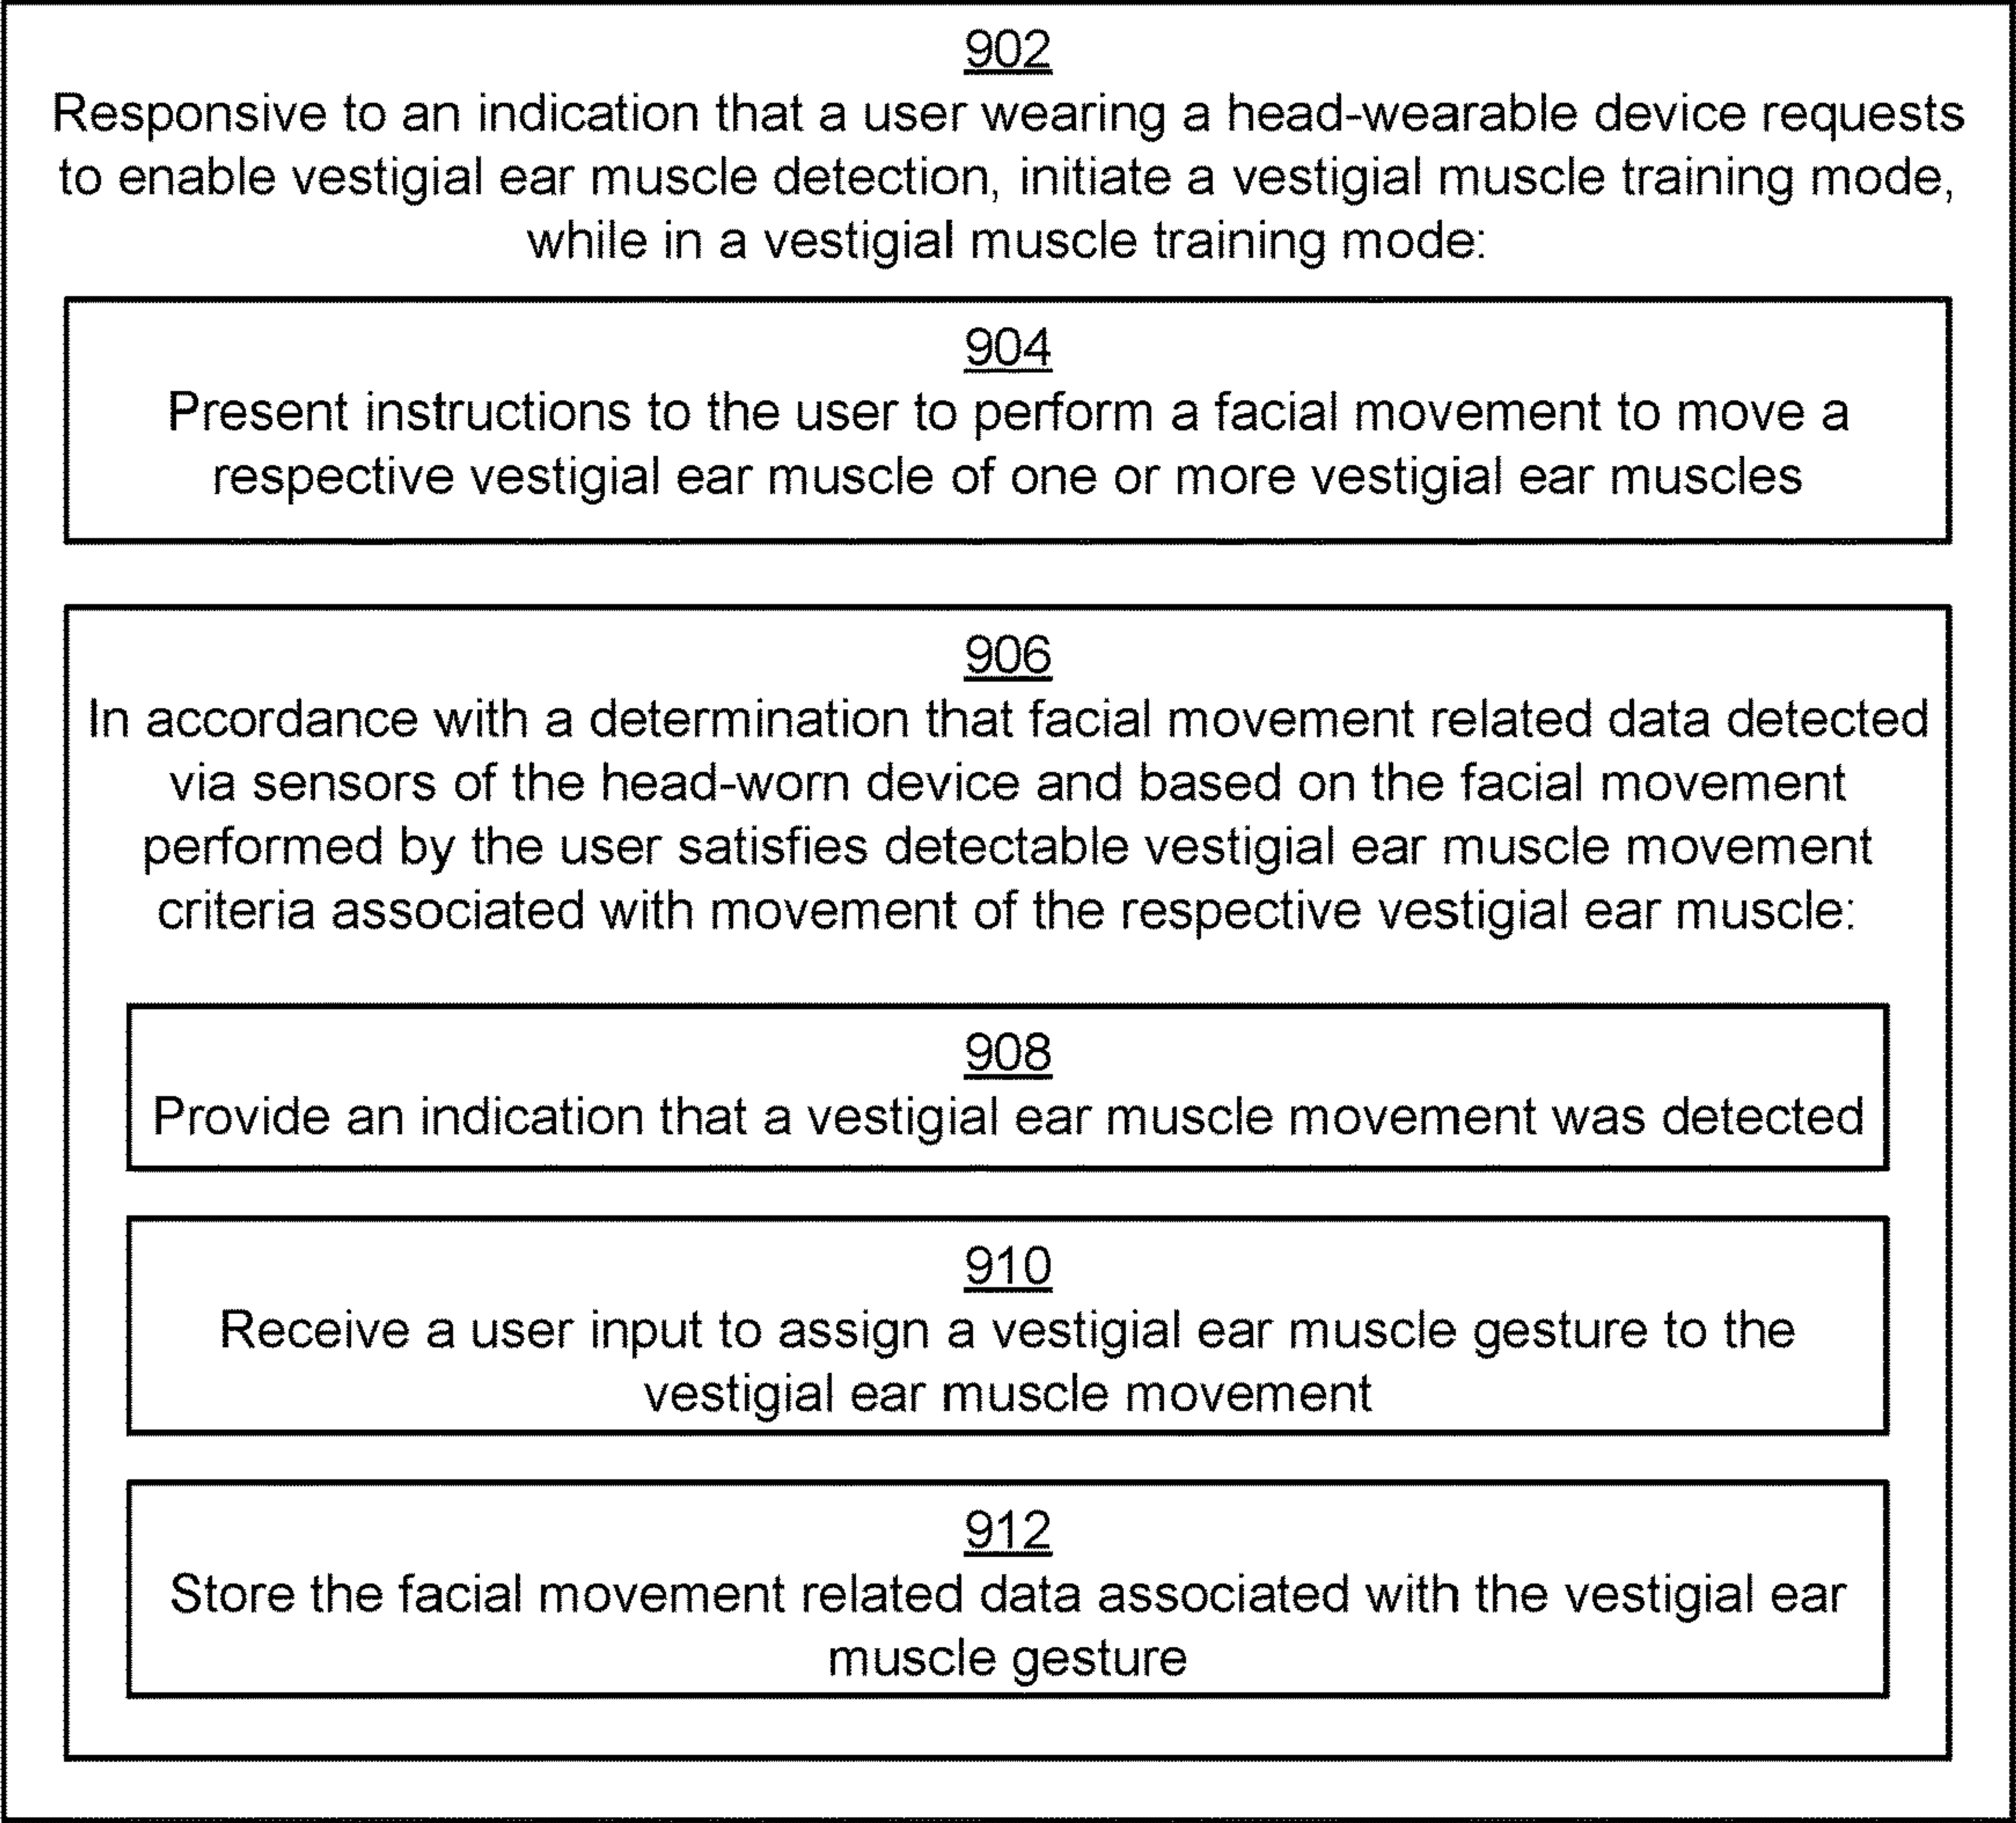 902
Responsive to an indication that a user wearing a head-wearable device requests
to enable vestigial ear muscle detection, initiate a vestigial muscle training mode,
while in a vestigial muscle training mode:
904
Present instructions to the user to perform a facial movement to move a
respective vestigial ear muscle of one or more vestigial ear muscles
906
In accordance with a determination that facial movement related data detected
via sensors of the head-worn device and based on the facial movement
performed by the user satisfies detectable vestigial ear muscle movement
criteria associated with movement of the respective vestigial ear muscle:
908
Provide an indication that a vestigial ear muscle movement was detected
910
Receive a user input to assign a vestigial ear muscle gesture to the
vestigial ear muscle movement
912
Store the facial movement related data associated with the vestigial ear
muscle gesture